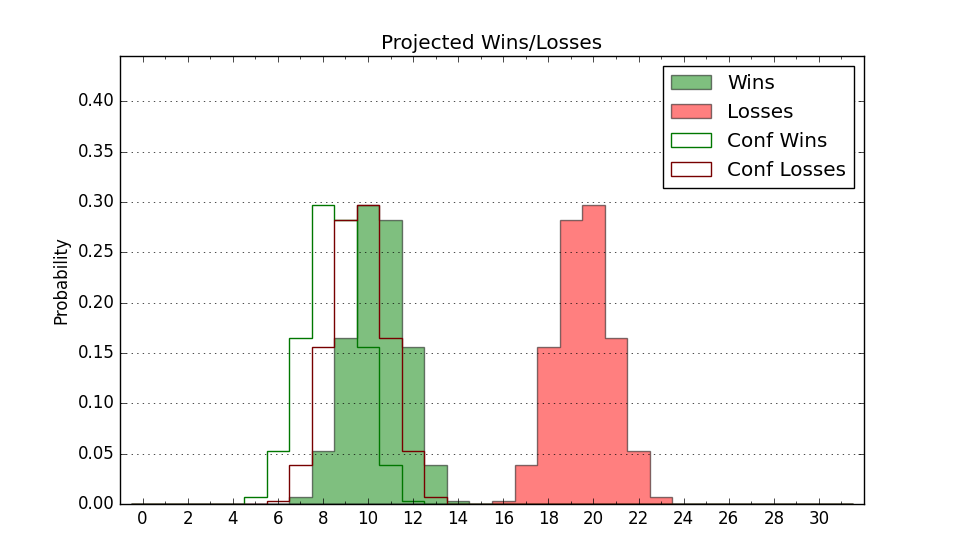 Projected Wins/Losses
Wins
Losses
Conf Wins
Conf Losses
Probability
0.40
0.35
0.30
0.25
0.20
0.15
0.10
0.05
0.00
0 2 4 6 8 10 12 14 16 18 20 22 24 26 28 30